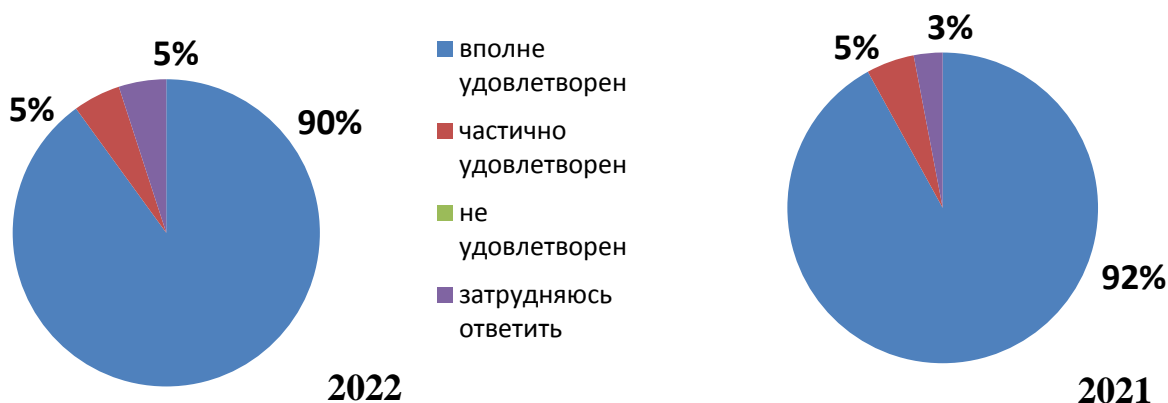 5%
5%
90%
2022
вполне
удовлетворен
частично
удовлетворен
не
удовлетворен
затрудняюсь
ответить
3%
5%
92%
2021